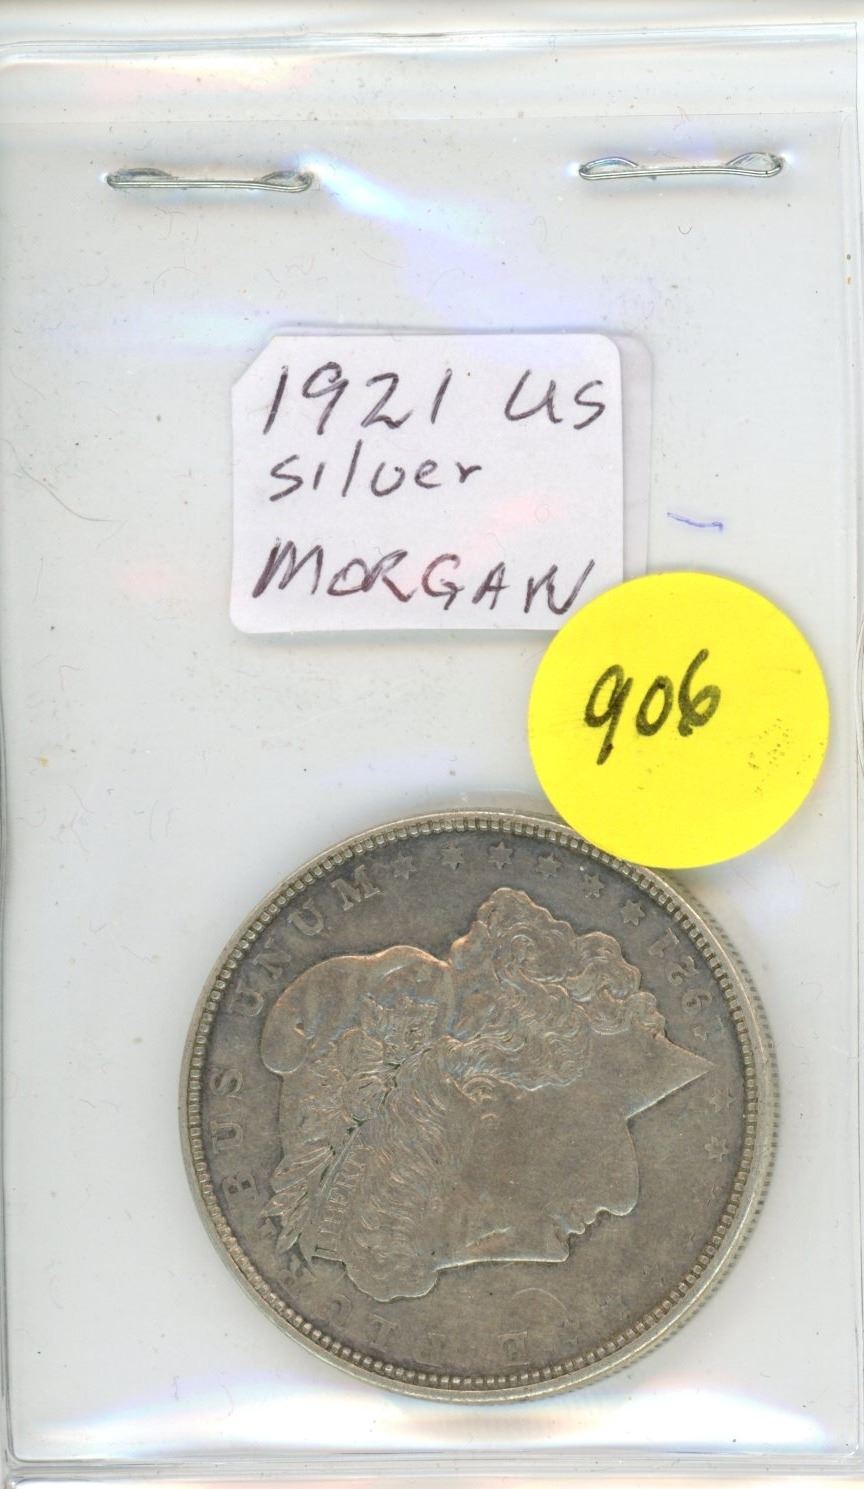 1921 US
silver
MORGAN
906
E PLURIBUS UNUM
LIBERTY
1921